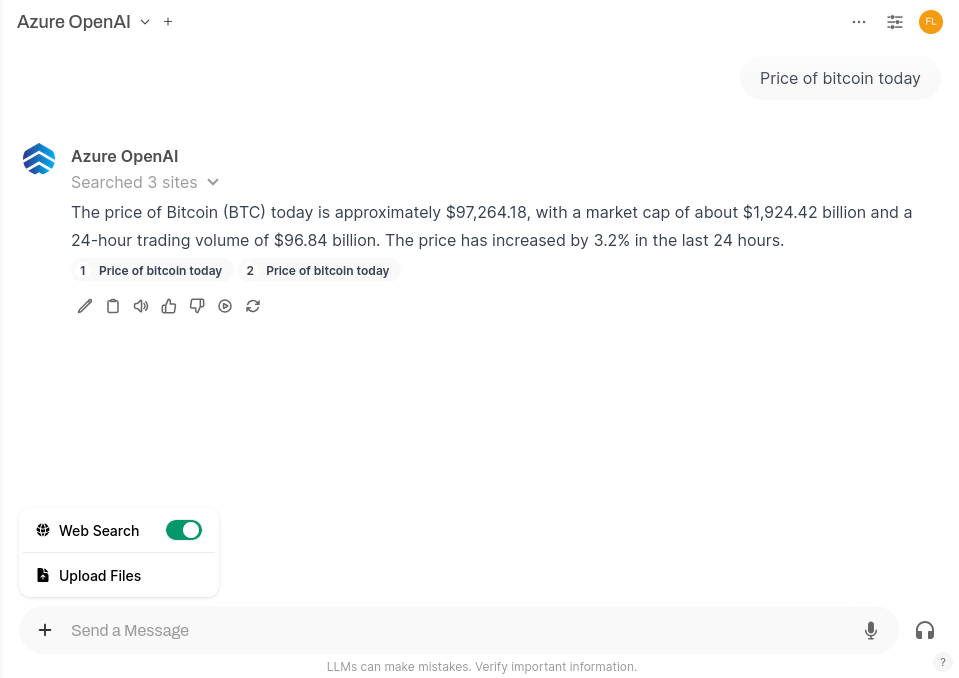 Azure OpenAI
FL
Price of bitcoin today
Azure OpenAI
Searched 3 sites
The price of Bitcoin (BTC) today is approximately $97,264.18, with a market cap of about $1,924.42 billion and a
24-hour trading volume of $96.84 billion. The price has increased by 3.2% in the last 24 hours.
1 Price of bitcoin today 2 Price of bitcoin today
Web Search
Upload Files
Send a Message
LLMs can make mistakes. Verify important information.
?